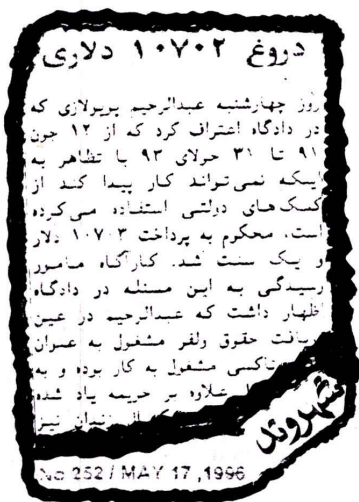 دروغ ۱۰۷۰۲ دلاری
روز چهارشنبه عبدالرحیم پریولازی که
در دادگاه اعتراف کرد که از ۱۲ جون
۹۱ تا ۳۱ جولای ۹۳ با تظاهر به
اینکه نمی‌تواند کار پیدا کند از
کمک‌های دولتی استفاده می‌کرده
است، محکوم به پرداخت ۱۰۷۰۳ دلار
و یک سنت شد. کارآگاه مامور
رسیدگی به این مسئله در دادگاه
اظهار داشت که عبدالرحیم در عین
دریافت حقوق ولفر مشغول به عنوان
تاکسی مشغول به کار بوده و به
علاوه بر جریمه یاد شده
زندان نیز
شهروند
No 252 / MAY 17 ,1996